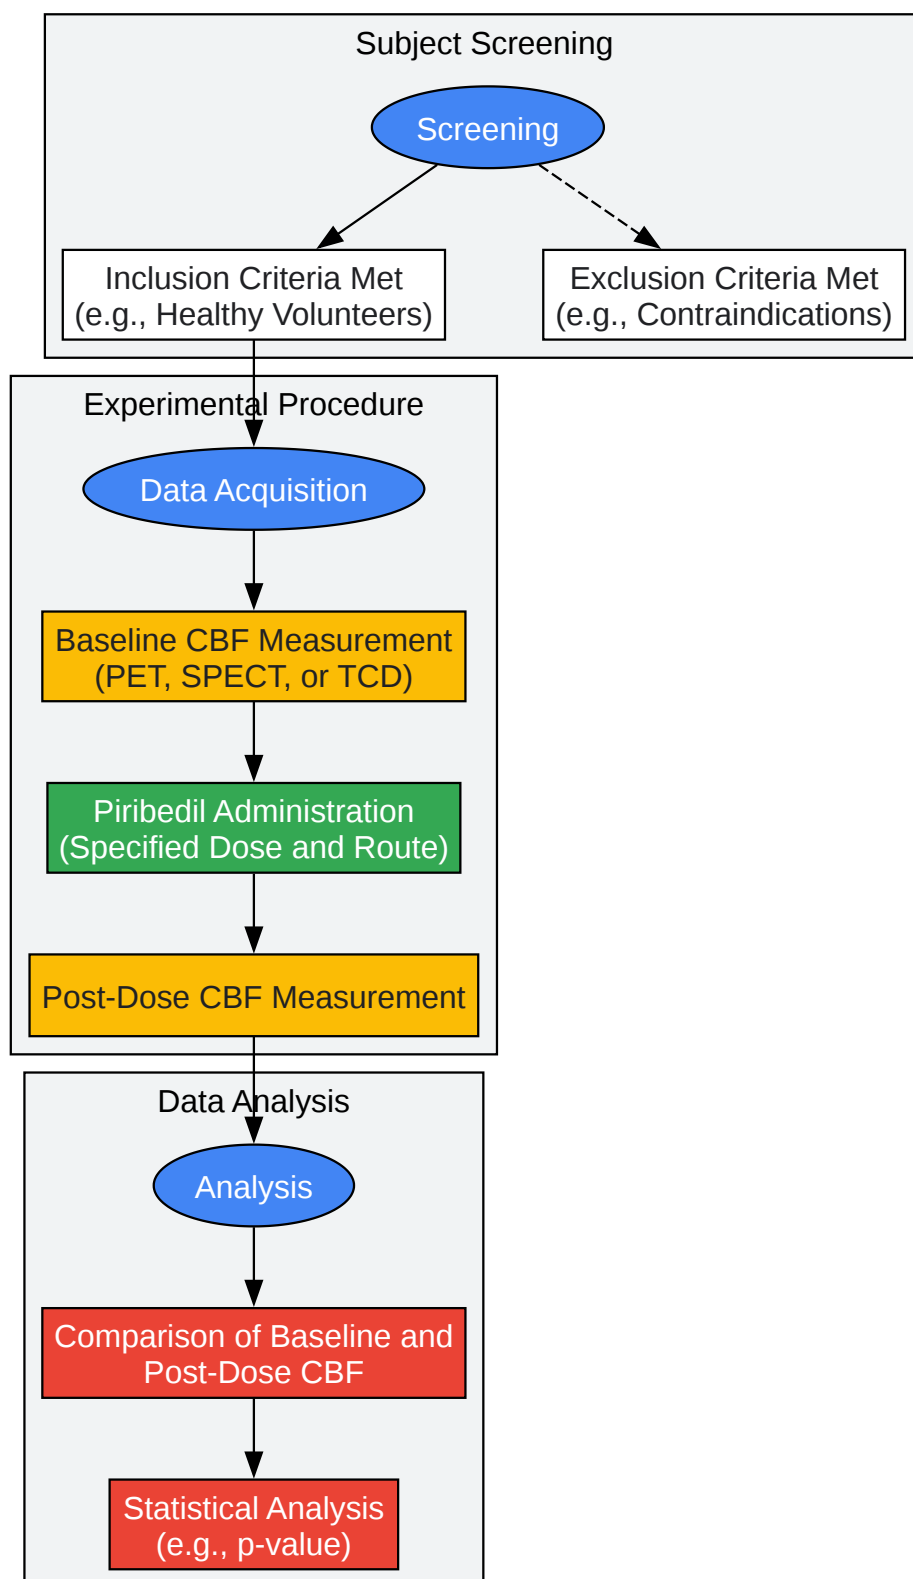 Subject Screening
Screening
Inclusion Criteria Met
(e.g., Healthy Volunteers)
Exclusion Criteria Met
(e.g., Contraindications)
Experimental Procedure
Data Acquisition
Baseline CBF Measurement
(PET, SPECT, or TCD)
Piribedil Administration
(Specified Dose and Route)
Post-Dose CBF Measurement
Data Analysis
Analysis
Comparison of Baseline and
Post-Dose CBF
Statistical Analysis
(e.g., p-value)